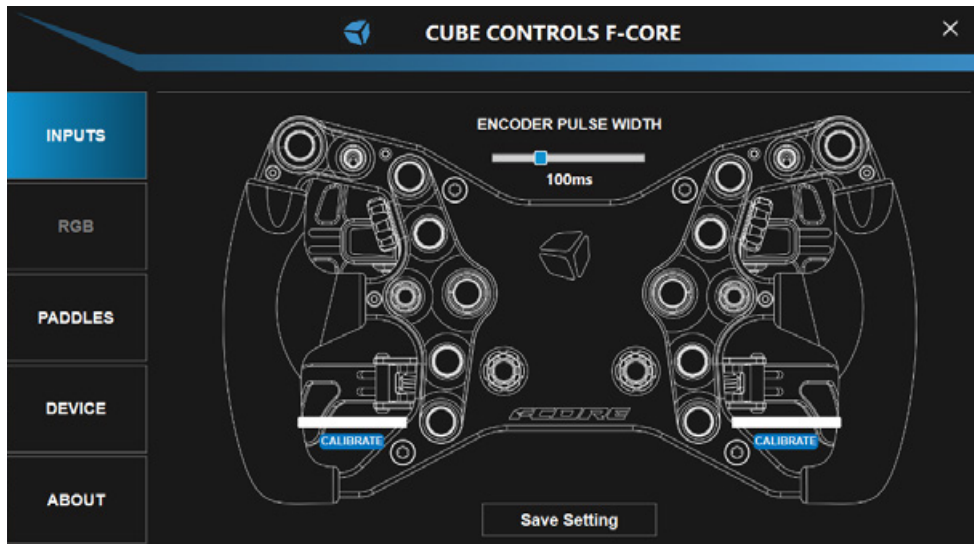 CUBE CONTROLS F-CORE
INPUTS
RGB
PADDLES
DEVICE
ABOUT
ENCODER PULSE WIDTH
100ms
F-CORE
CALIBRATE
CALIBRATE
Save Setting